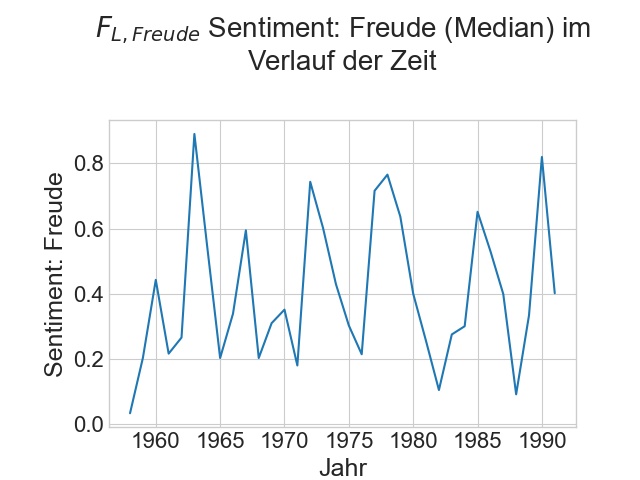 F_L, Freude Sentiment: Freude (Median) im
Verlauf der Zeit
Sentiment: Freude
0.8
0.6
0.4
0.2
0.0
1960 1965 1970 1975 1980 1985 1990
Jahr